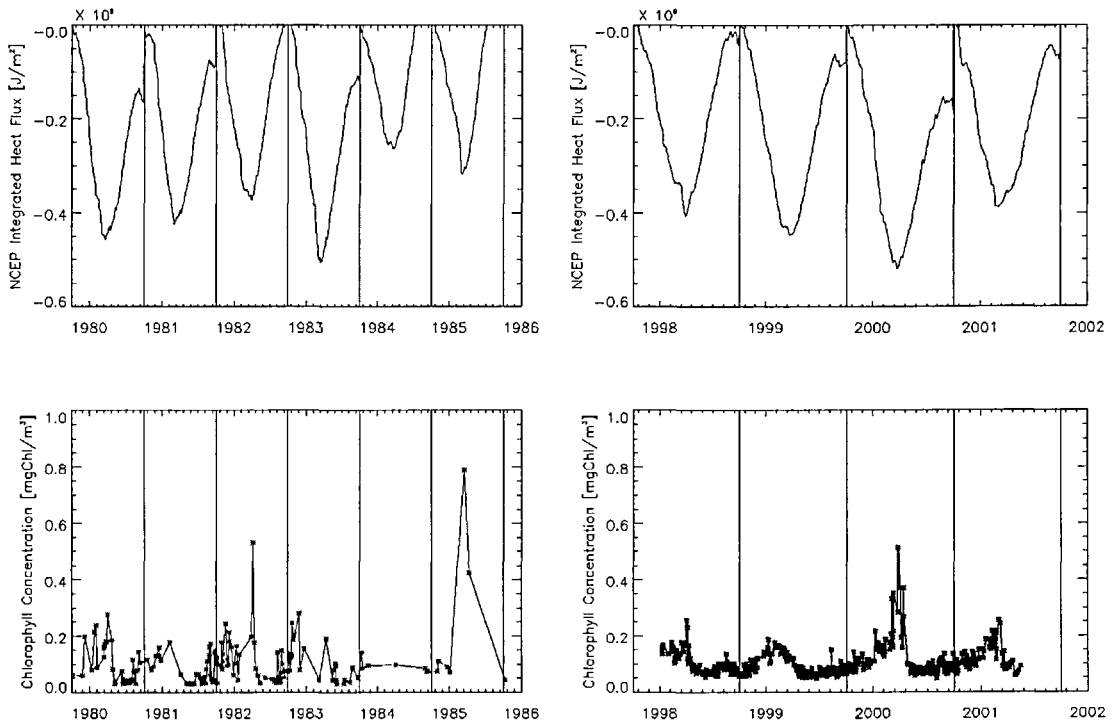 X 10⁹
NCEP Integrated Heat Flux [J/m²]
-0.0
-0.2
-0.4
-0.6
1980 1981 1982 1983 1984 1985 1986
X 10⁹
NCEP Integrated Heat Flux [J/m²]
-0.0
-0.2
-0.4
-0.6
1998 1999 2000 2001 2002
Chlorophyll Concentration [mgChl/m³]
1.0
0.8
0.6
0.4
0.2
0.0
1980 1981 1982 1983 1984 1985 1986
Chlorophyll Concentration [mgChl/m³]
1.0
0.8
0.6
0.4
0.2
0.0
1998 1999 2000 2001 2002